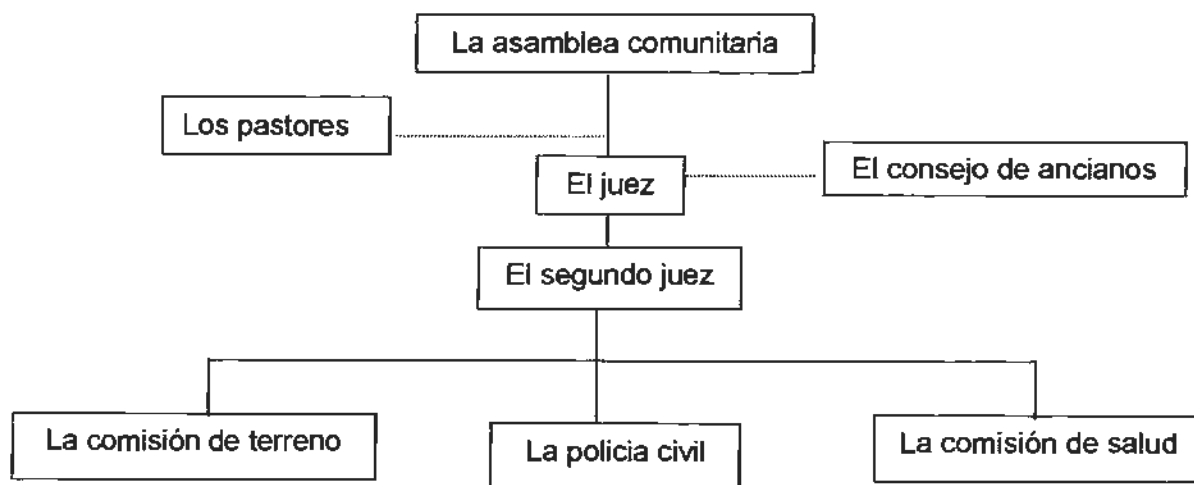 La asamblea comunitaria
Los pastores
El juez
El consejo de ancianos
El segundo juez
La comisión de terreno
La policia civil
La comisión de salud